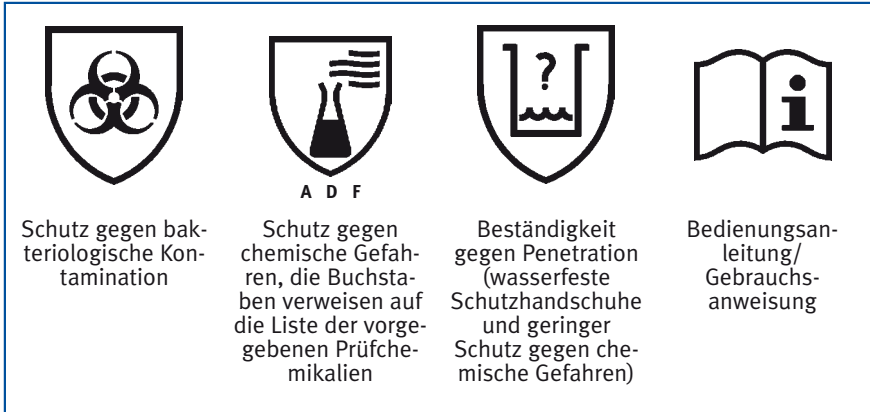 ?
i
A D F
Schutz gegen bak-
teriologische Kon-
tamination
Schutz gegen
chemische Gefah-
ren, die Buchsta-
ben verweisen auf
die Liste der vorge-
gebenen Prüfche-
mikalien
Beständigkeit
gegen Penetration
(wasserfeste
Schutzhandschuhe
und geringer
Schutz gegen che-
mische Gefahren)
Bedienungsan-
leitung/
Gebrauchs-
anweisung